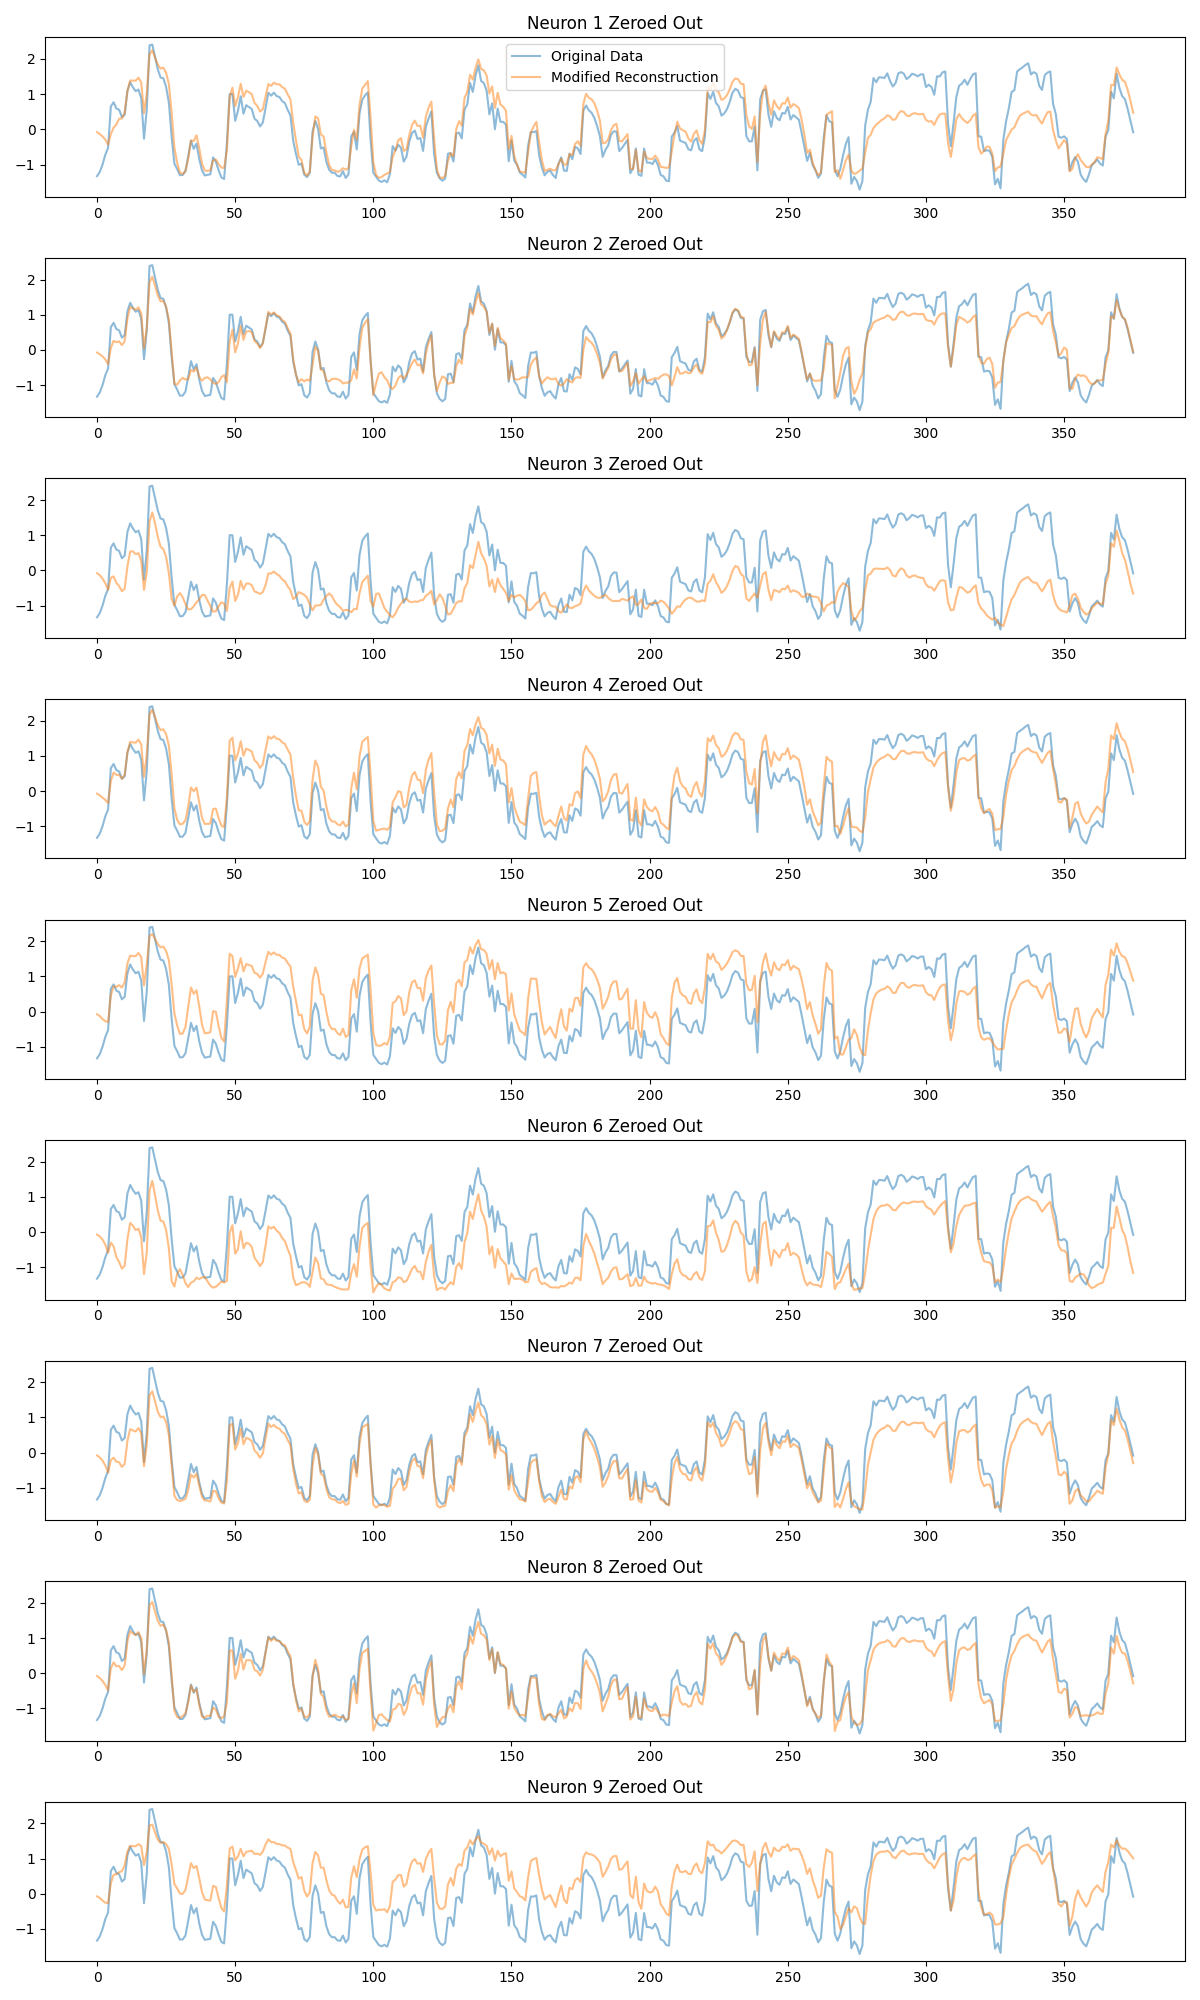 Neuron 1 Zeroed Out
Original Data
Modified Reconstruction
2
1
0
−1
0 50 100 150 200 250 300 350
Neuron 2 Zeroed Out
2
1
0
−1
0 50 100 150 200 250 300 350
Neuron 3 Zeroed Out
2
1
0
−1
0 50 100 150 200 250 300 350
Neuron 4 Zeroed Out
2
1
0
−1
0 50 100 150 200 250 300 350
Neuron 5 Zeroed Out
2
1
0
−1
0 50 100 150 200 250 300 350
Neuron 6 Zeroed Out
2
1
0
−1
0 50 100 150 200 250 300 350
Neuron 7 Zeroed Out
2
1
0
−1
0 50 100 150 200 250 300 350
Neuron 8 Zeroed Out
2
1
0
−1
0 50 100 150 200 250 300 350
Neuron 9 Zeroed Out
2
1
0
−1
0 50 100 150 200 250 300 350